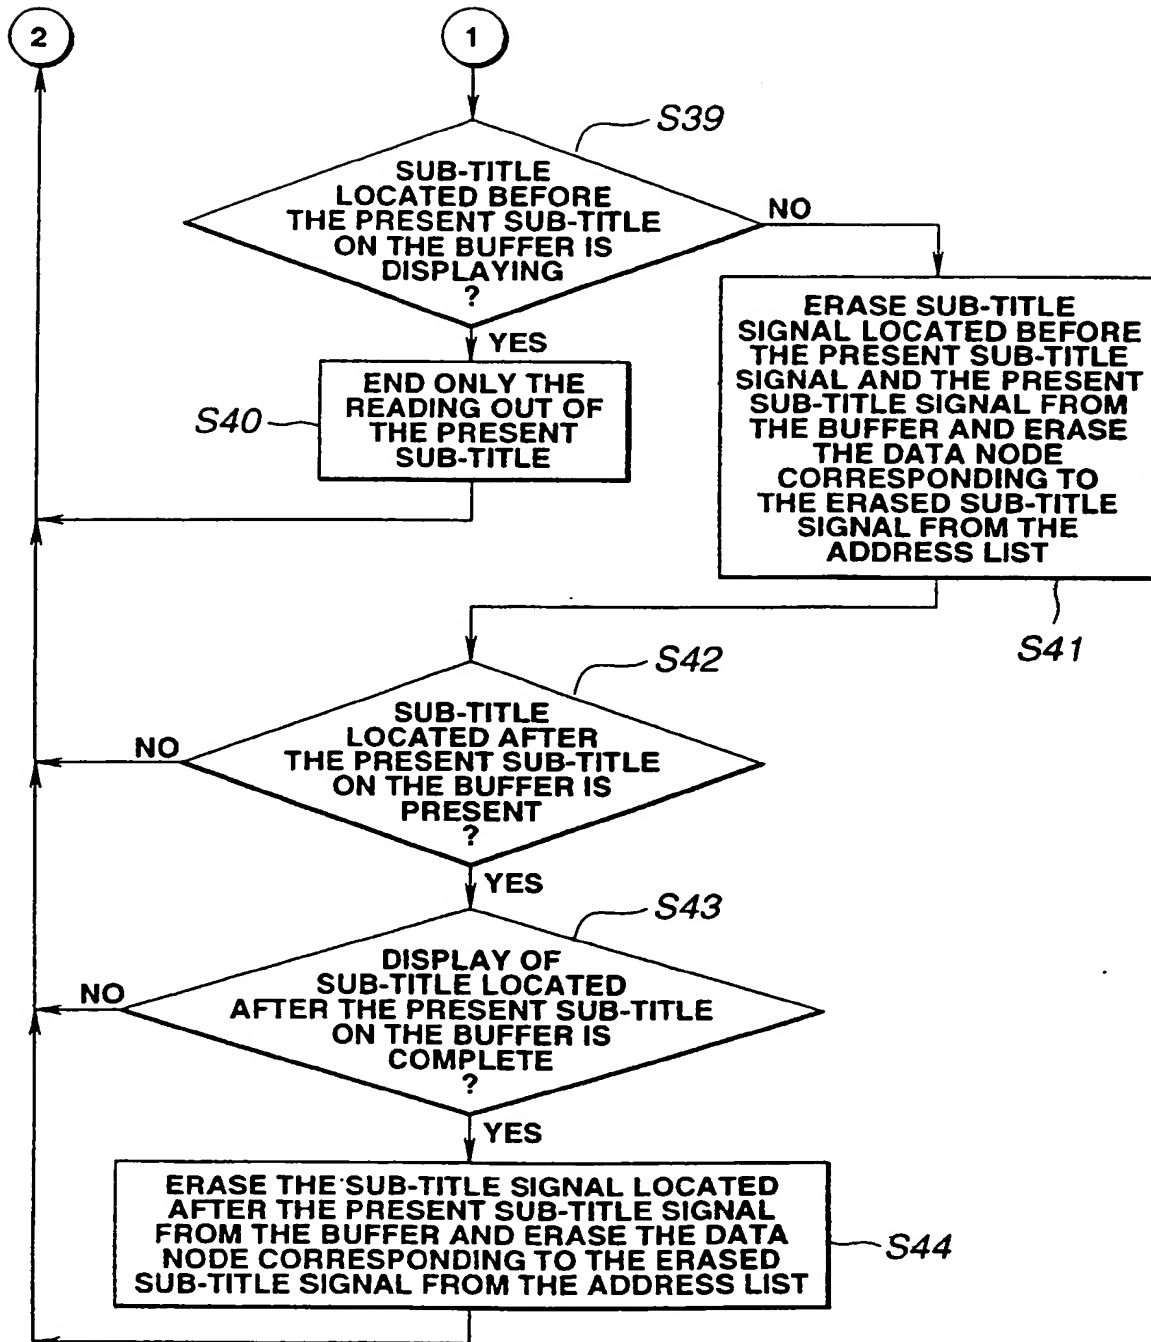 2
1
S39
SUB-TITLE
LOCATED BEFORE
THE PRESENT SUB-TITLE
ON THE BUFFER IS
DISPLAYING
?
NO
YES
END ONLY THE
READING OUT OF
THE PRESENT
SUB-TITLE
S40
ERASE SUB-TITLE
SIGNAL LOCATED BEFORE
THE PRESENT SUB-TITLE
SIGNAL AND THE PRESENT
SUB-TITLE SIGNAL FROM
THE BUFFER AND ERASE
THE DATA NODE
CORRESPONDING TO
THE ERASED SUB-TITLE
SIGNAL FROM THE
ADDRESS LIST
S41
S42
SUB-TITLE
LOCATED AFTER
THE PRESENT SUB-TITLE
ON THE BUFFER IS
PRESENT
?
NO
YES
S43
DISPLAY OF
SUB-TITLE LOCATED
AFTER THE PRESENT SUB-TITLE
ON THE BUFFER IS
COMPLETE
?
NO
YES
ERASE THE SUB-TITLE SIGNAL LOCATED
AFTER THE PRESENT SUB-TITLE SIGNAL
FROM THE BUFFER AND ERASE THE DATA
NODE CORRESPONDING TO THE ERASED
SUB-TITLE SIGNAL FROM THE ADDRESS LIST
S44